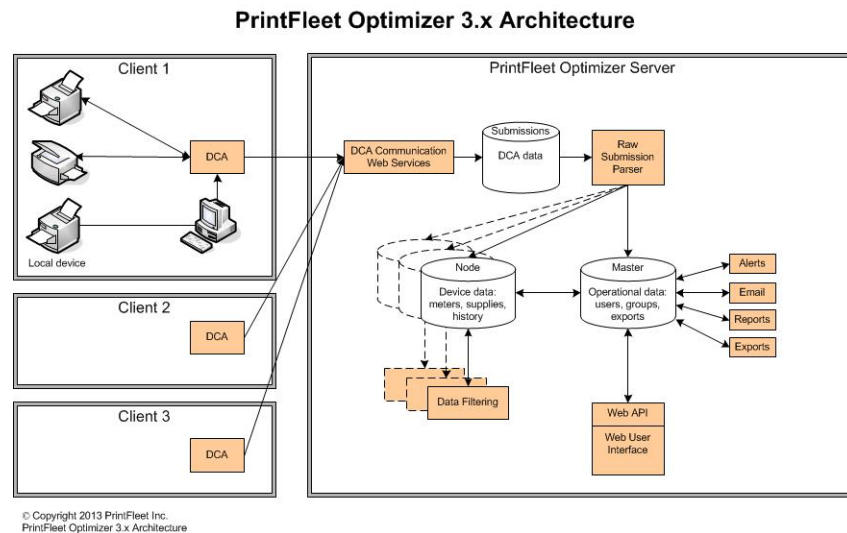 PrintFleet Optimizer 3.x Architecture
Client 1
DCA
Local device
Client 2
DCA
Client 3
DCA
PrintFleet Optimizer Server
DCA Communication
Web Services
Submissions
DCA data
Raw
Submission
Parser
Node
Device data:
meters, supplies,
history
Master
Operational data:
users, groups,
exports
Alerts
Email
Reports
Exports
Data Filtering
Web API
Web User
Interface
© Copyright 2013 PrintFleet Inc.
PrintFleet Optimizer 3.x Architecture